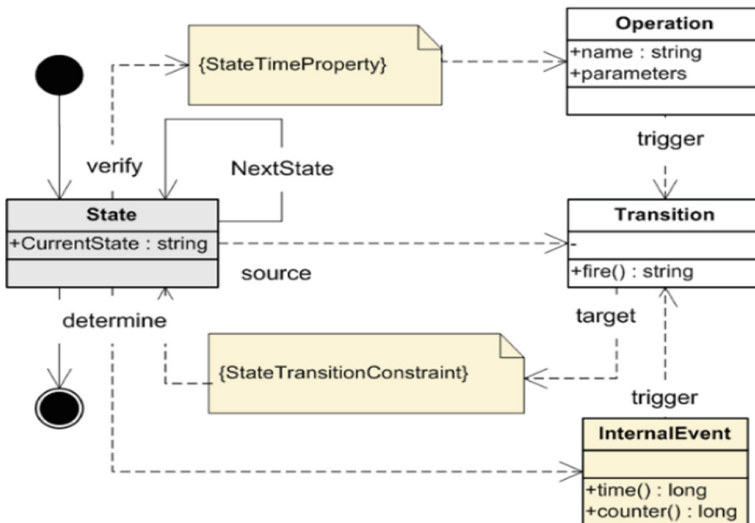 Operation
+name : string
+parameters
{StateTimeProperty}
trigger
verify
NextState
State
+CurrentState : string
Transition
-
+fire() : string
source
determine
target
{StateTransitionConstraint}
trigger
InternalEvent
+time() : long
+counter() : long